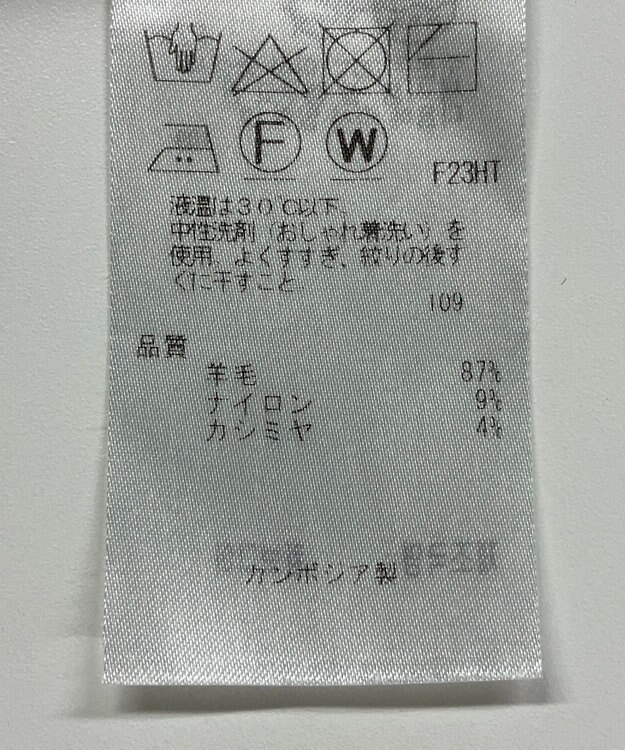 F W
F23HT
液温は30℃以下、
中性洗剤(おしゃれ着洗い)を
使用、よくすすぎ、絞りの後す
ぐに干すこと
109
品質
羊毛 87%
ナイロン 9%
カシミヤ 4%
カンボジア製